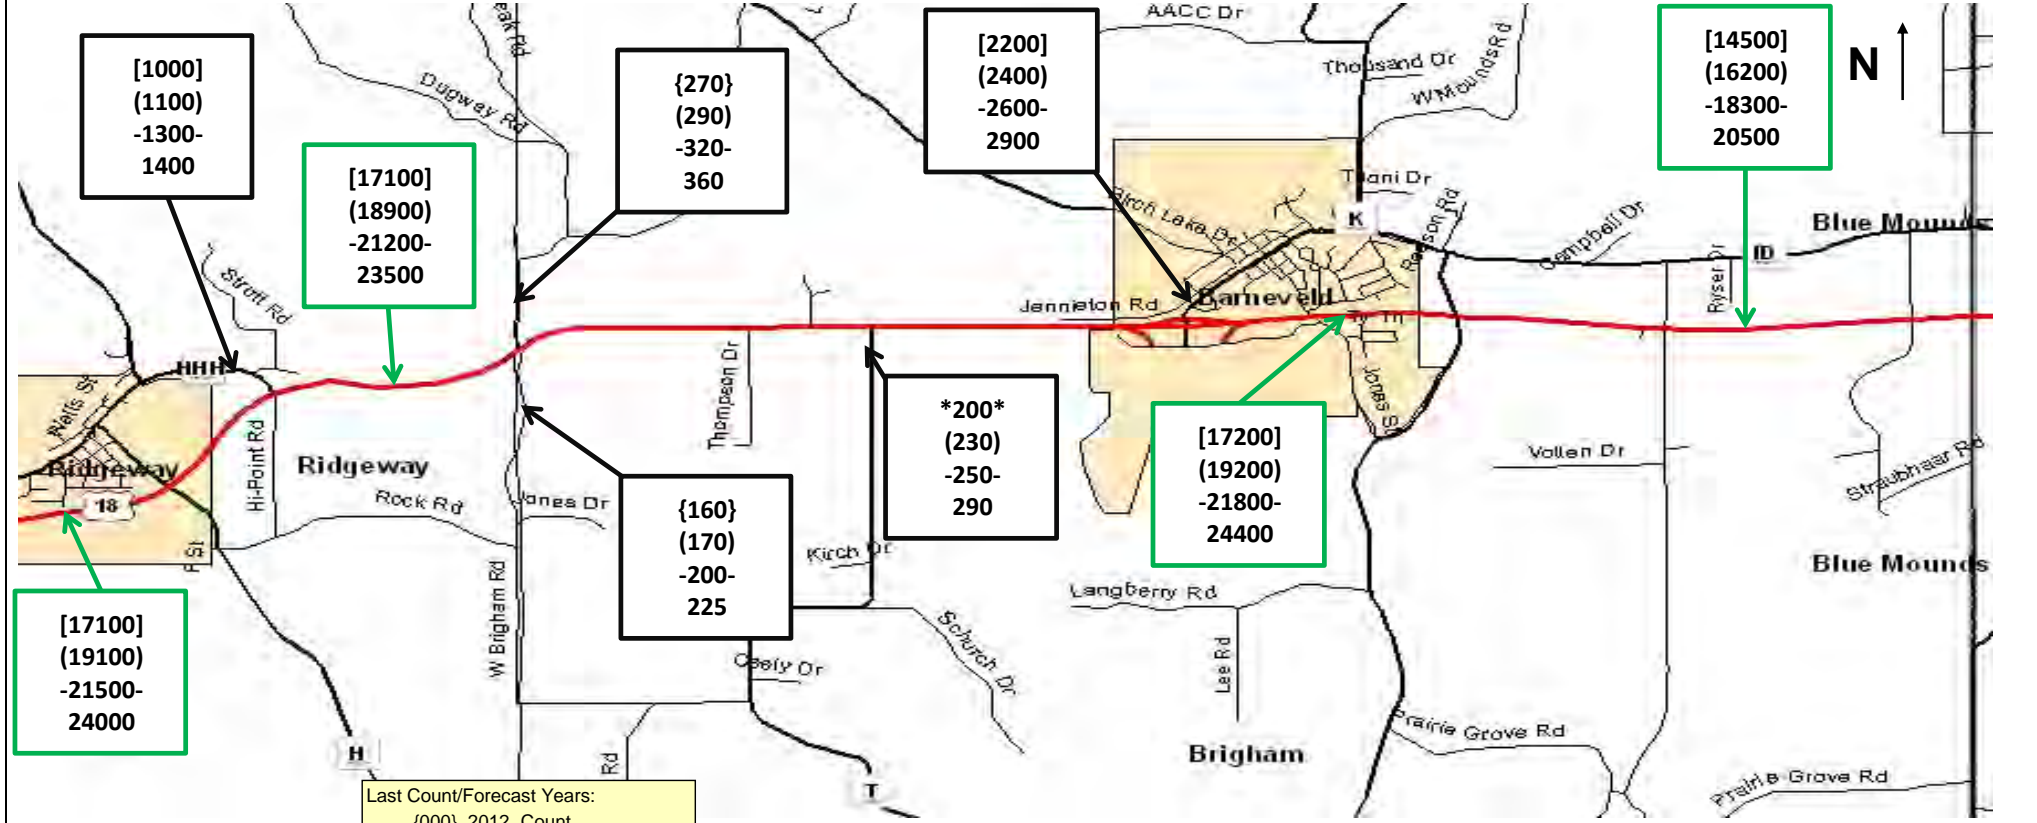 [1000]
(1100)
-1300-
1400
[17100]
(18900)
-21200-
23500
{270}
(290)
-320-
360
[2200]
(2400)
-2600-
2900
[14500]
(16200)
-18300-
20500
N
AACC Dr
Thousand Dr
W Mounds Rd
Dugway Rd
Birch Lake Dr
K
Campbell Dr
Blue Mounds
ID
Ryser Dr
Stratt Rd
Jennieton Rd
Barneveld
HHH
Thompson Dr
Jones St
*200*
(230)
-250-
290
[17200]
(19200)
-21800-
24400
Ridgeway
Hi-Point Rd
Ridgeway
Rock Rd
18
Jones Dr
{160}
(170)
-200-
225
Vollen Dr
Straubhaar Rd
Kirch Dr
Blue Mounds
W Brigham Rd
Langberry Rd
Lee Rd
Schurch Dr
[17100]
(19100)
-21500-
24000
H
Rd
T
Brigham
Prairie Grove Rd
Prairie Grove Rd
Last Count/Forecast Years:
{000} 2012 Count